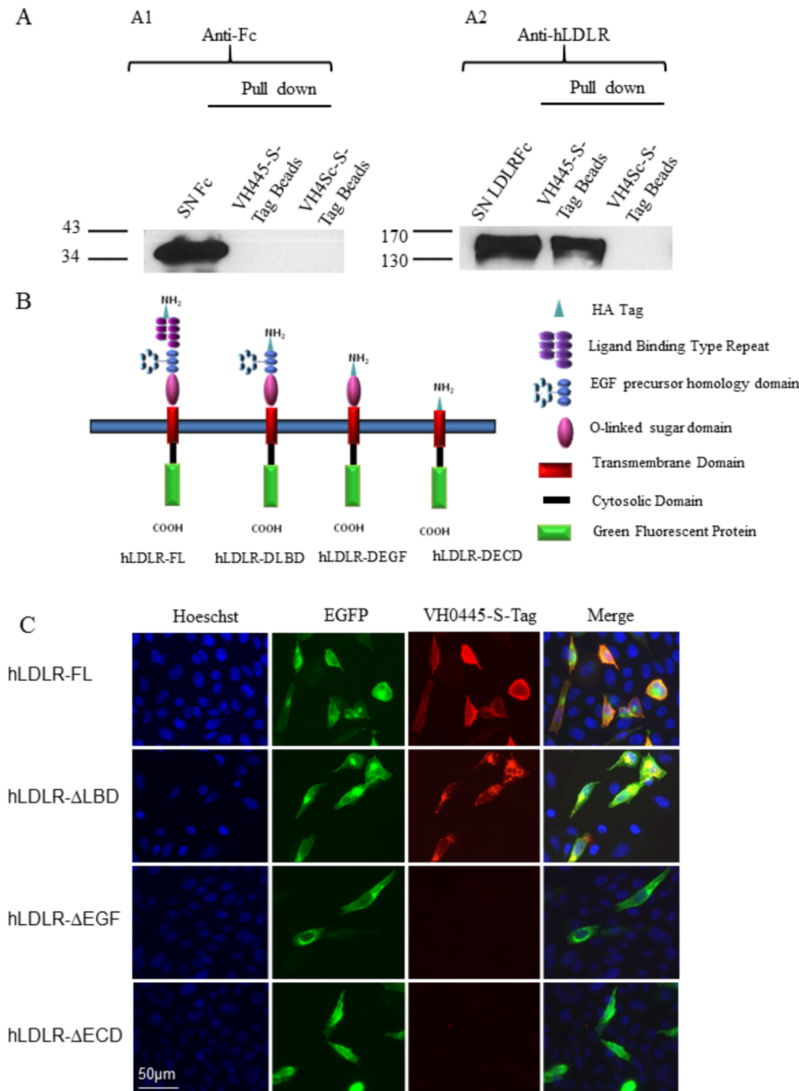 A
A1
Anti-Fc
Pull down
SN Fc
VH445-S-
Tag Beads
VH4Sc-S-
Tag Beads
43
34
A2
Anti-hLDLR
Pull down
SN LDLRFc
VH445-S-
Tag Beads
VH4Sc-S-
Tag Beads
170
130
B
NH2
NH2
NH2
NH2
COOH
COOH
COOH
COOH
hLDLR-FL
hLDLR-DLBD
hLDLR-DEGF
hLDLR-DECD
HA Tag
Ligand Binding Type Repeat
EGF precursor homology domain
O-linked sugar domain
Transmembrane Domain
Cytosolic Domain
Green Fluorescent Protein
C
Hoeschst
EGFP
VH0445-S-Tag
Merge
hLDLR-FL
hLDLR-ΔLBD
hLDLR-ΔEGF
hLDLR-ΔECD
50µm